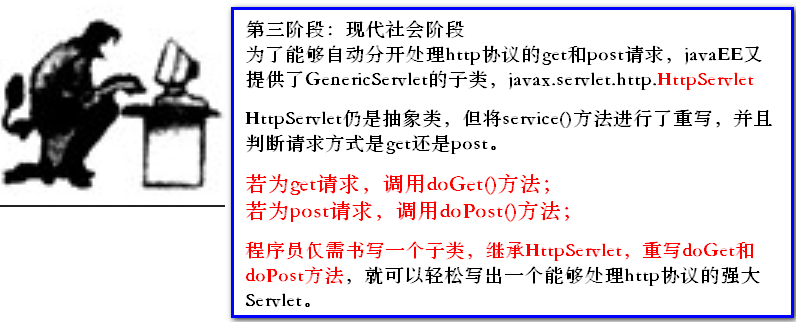 第三阶段：现代社会阶段
为了能够自动分开处理http协议的get和post请求，javaEE又
提供了GenericServlet的子类，javax.servlet.http.HttpServlet
HttpServlet仍是抽象类，但将service()方法进行了重写，并且
判断请求方式是get还是post。
若为get请求，调用doGet()方法；
若为post请求，调用doPost()方法；
程序员仅需书写一个子类，继承HttpServlet，重写doGet和
doPost方法，就可以轻松写出一个能够处理http协议的强大
Servlet。